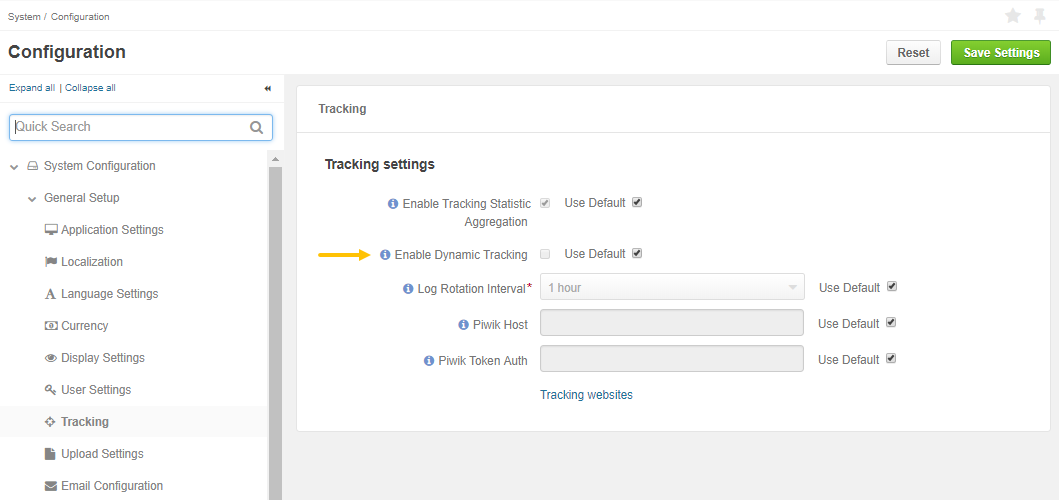 System / Configuration
Configuration
Reset
Save Settings
Expand all | Collapse all
Quick Search
System Configuration
General Setup
Application Settings
Localization
Language Settings
Currency
Display Settings
User Settings
Tracking
Upload Settings
Email Configuration
Tracking
Tracking settings
Enable Tracking Statistic
Aggregation
Use Default
Enable Dynamic Tracking
Use Default
Log Rotation Interval*
1 hour
Use Default
Piwik Host
Use Default
Piwik Token Auth
Use Default
Tracking websites